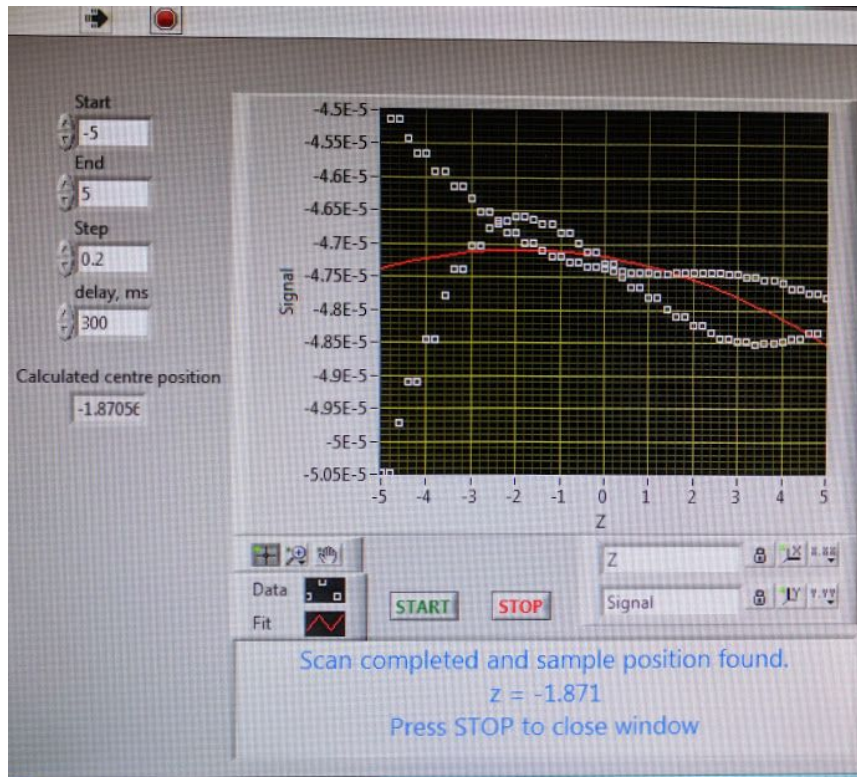 Start
-5
End
5
Step
0.2
delay, ms
300
Calculated centre position
-1.87056
Signal
-4.5E-5
-4.55E-5
-4.6E-5
-4.65E-5
-4.7E-5
-4.75E-5
-4.8E-5
-4.85E-5
-4.9E-5
-4.95E-5
-5E-5
-5.05E-5
-5 -4 -3 -2 -1 0 1 2 3 4 5
Z
Z
Signal
Data
Fit
START STOP
Scan completed and sample position found.
z = -1.871
Press STOP to close window